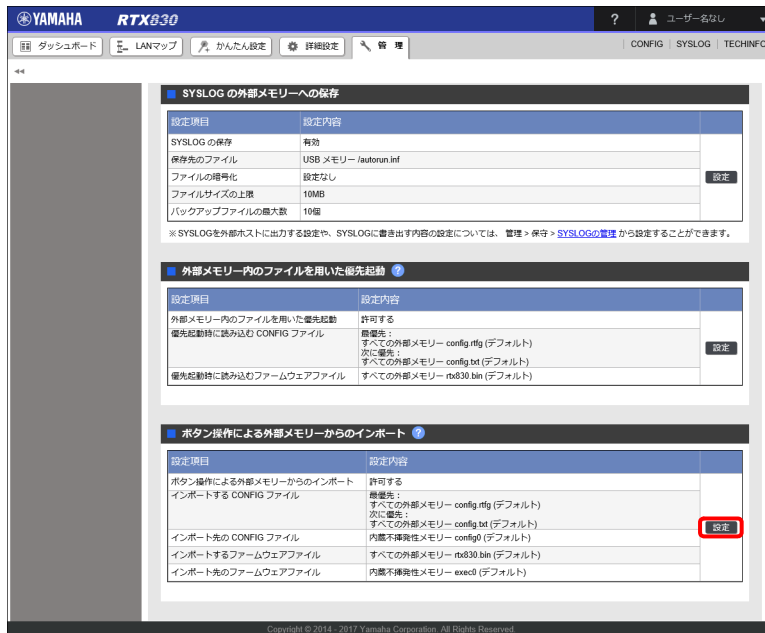 YAMAHA RTX830 ? ユーザー名なし
ダッシュボード LANマップ かんたん設定 詳細設定 管理 CONFIG SYSLOG TECHINFO
SYSLOG の外部メモリーへの保存
設定項目 設定内容
SYSLOG の保存 有効
保存先のファイル USB メモリー /autorun.inf
ファイルの暗号化 設定なし 設定
ファイルサイズの上限 10MB
バックアップファイルの最大数 10個
※ SYSLOGを外部ホストに出力する設定や、SYSLOGに書き出す内容の設定については、 管理 > 保守 > SYSLOGの管理 から設定することができます。
外部メモリー内のファイルを用いた優先起動 ?
設定項目 設定内容
外部メモリー内のファイルを用いた優先起動 許可する
優先起動時に読み込む CONFIG ファイル 最優先：
すべての外部メモリー config.rtfg (デフォルト)
次に優先： 設定
すべての外部メモリー config.txt (デフォルト)
優先起動時に読み込むファームウェアファイル すべての外部メモリー rtx830.bin (デフォルト)
ボタン操作による外部メモリーからのインポート ?
設定項目 設定内容
ボタン操作による外部メモリーからのインポート 許可する
インポートする CONFIG ファイル 最優先：
すべての外部メモリー config.rtfg (デフォルト)
次に優先：
すべての外部メモリー config.txt (デフォルト) 設定
インポート先の CONFIG ファイル 内蔵不揮発性メモリー config0 (デフォルト)
インポートするファームウェアファイル すべての外部メモリー rtx830.bin (デフォルト)
インポート先のファームウェアファイル 内蔵不揮発性メモリー exec0 (デフォルト)
Copyright © 2014 - 2017 Yamaha Corporation. All Rights Reserved.